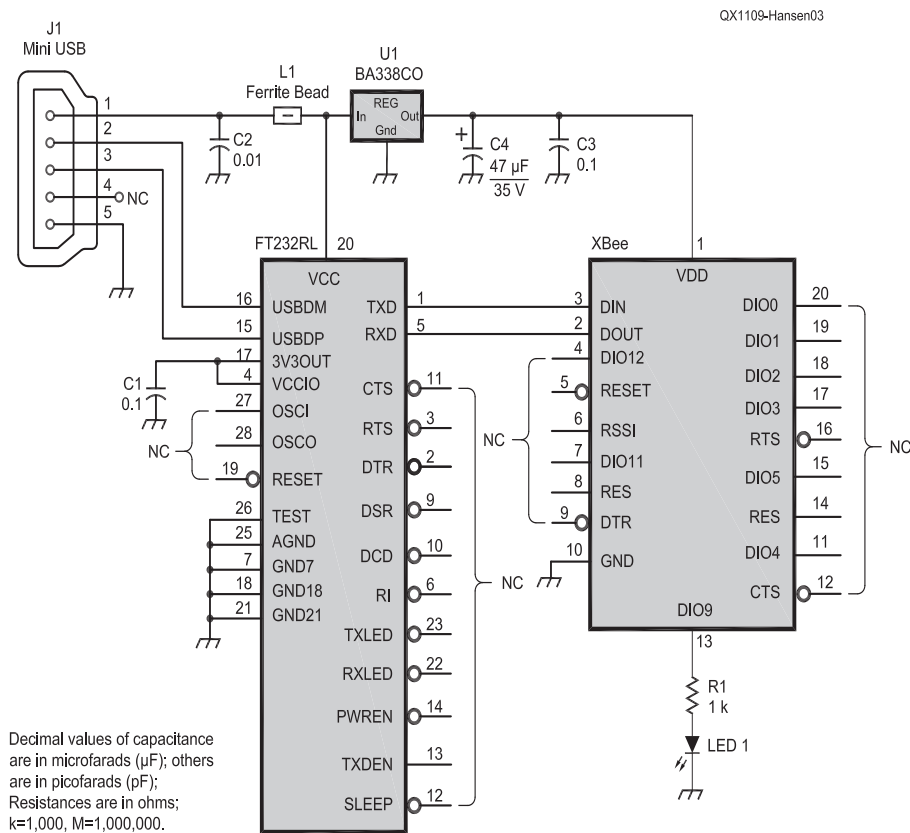 QX1109-Hansen03
J1
Mini USB
1
2
3
4
5
NC
L1
Ferrite Bead
C2
0.01
U1
BA338CO
REG
In
Out
Gnd
+
C4
47 µF
35 V
C3
0.1
FT232RL
20
VCC
16
USBDM
15
USBDP
17
3V3OUT
4
VCCIO
27
OSCI
28
OSCO
19
RESET
26
TEST
25
AGND
7
GND7
18
GND18
21
GND21
C1
0.1
NC
TXD
1
RXD
5
CTS
11
RTS
3
DTR
2
DSR
9
DCD
10
RI
6
TXLED
23
RXLED
22
PWREN
14
TXDEN
13
SLEEP
12
NC
XBee
1
VDD
3
DIN
2
DOUT
4
DIO12
5
RESET
6
RSSI
7
DIO11
8
RES
9
DTR
10
GND
NC
DIO0
20
DIO1
19
DIO2
18
DIO3
17
RTS
16
DIO5
15
RES
14
DIO4
11
CTS
12
NC
DIO9
13
R1
1 k
LED 1
Decimal values of capacitance
are in microfarads (µF); others
are in picofarads (pF);
Resistances are in ohms;
k=1,000, M=1,000,000.